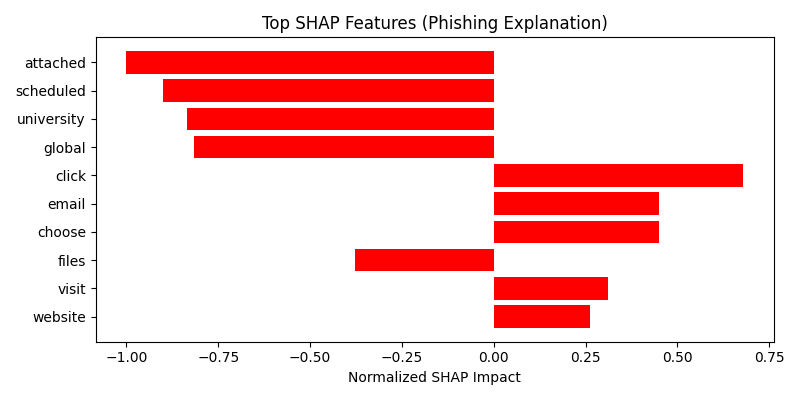 Top SHAP Features (Phishing Explanation)
attached
scheduled
university
global
click
email
choose
files
visit
website
−1.00 −0.75 −0.50 −0.25 0.00 0.25 0.50 0.75
Normalized SHAP Impact